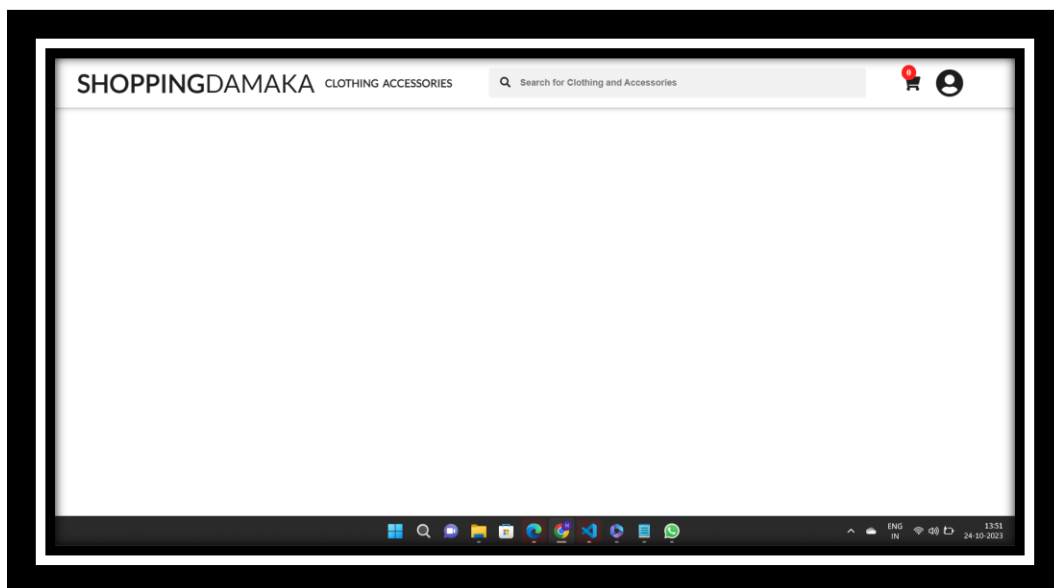 SHOPPINGDAMAKA CLOTHING ACCESSORIES Search for Clothing and Accessories 0
ENG 13:51
IN 24-10-2023